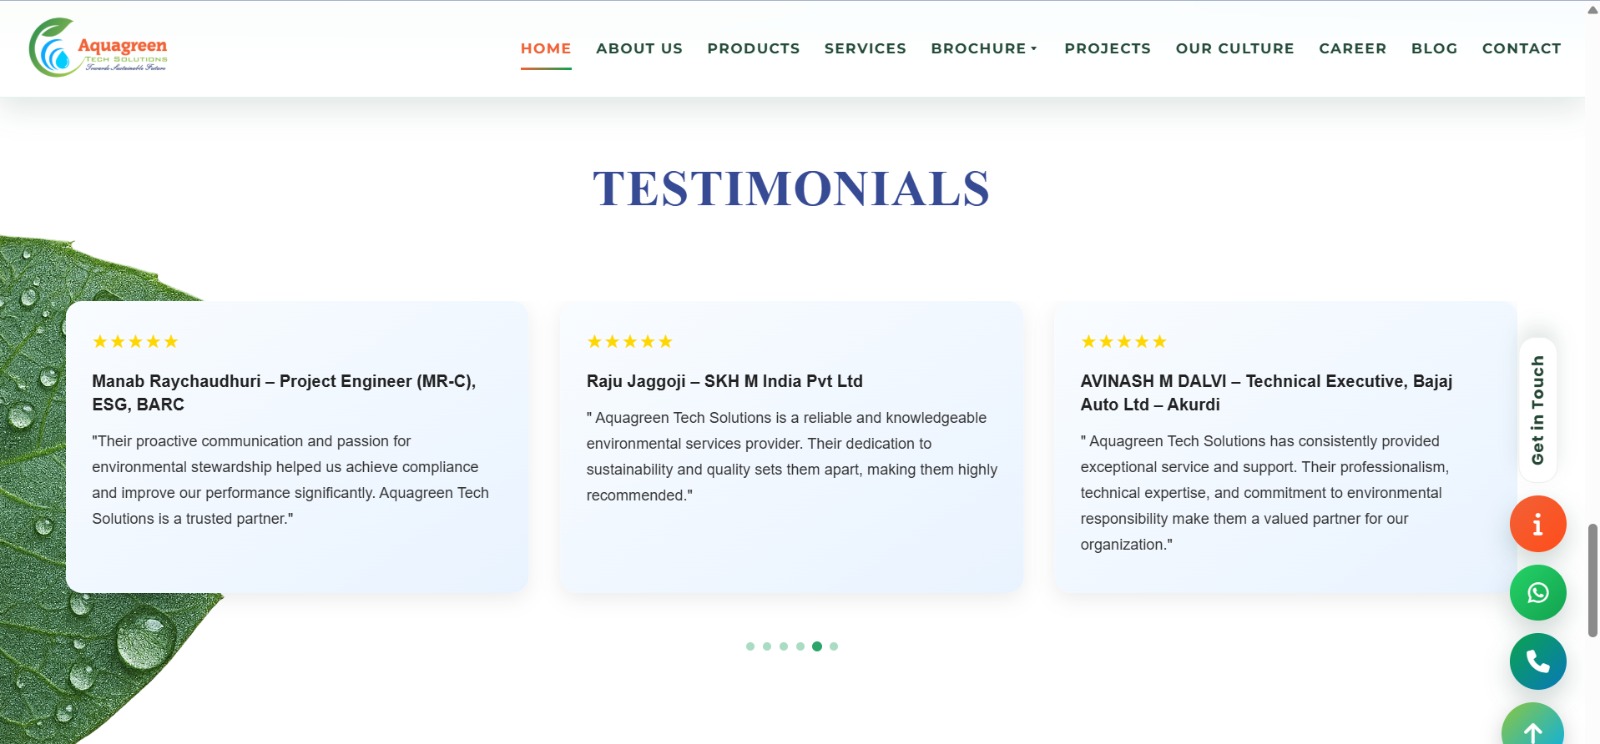 Aquagreen
TECH SOLUTIONS
Towards Sustainable Future
HOME ABOUT US PRODUCTS SERVICES BROCHURE PROJECTS OUR CULTURE CAREER BLOG CONTACT
TESTIMONIALS
Manab Raychaudhuri – Project Engineer (MR-C),
ESG, BARC
"Their proactive communication and passion for
environmental stewardship helped us achieve compliance
and improve our performance significantly. Aquagreen Tech
Solutions is a trusted partner."
Raju Jaggoji – SKH M India Pvt Ltd
" Aquagreen Tech Solutions is a reliable and knowledgeable
environmental services provider. Their dedication to
sustainability and quality sets them apart, making them highly
recommended."
AVINASH M DALVI – Technical Executive, Bajaj
Auto Ltd – Akurdi
" Aquagreen Tech Solutions has consistently provided
exceptional service and support. Their professionalism,
technical expertise, and commitment to environmental
responsibility make them a valued partner for our
organization."
Get in Touch